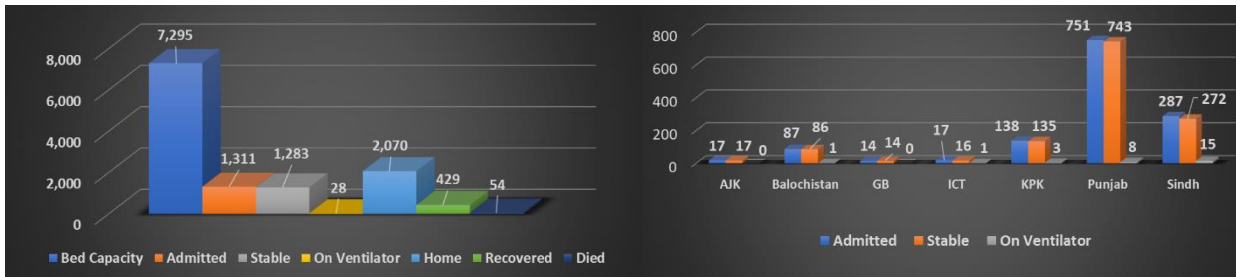 7,295
8,000
6,000
4,000
2,000
0
1,311
1,283
28
2,070
429
54
Bed Capacity Admitted Stable On Ventilator Home Recovered Died
800
600
400
200
0
17 17 0
87 86 1
14 14 0
17 16 1
138 135 3
751 743 8
287 272 15
AJK Balochistan GB ICT KPK Punjab Sindh
Admitted Stable On Ventilator